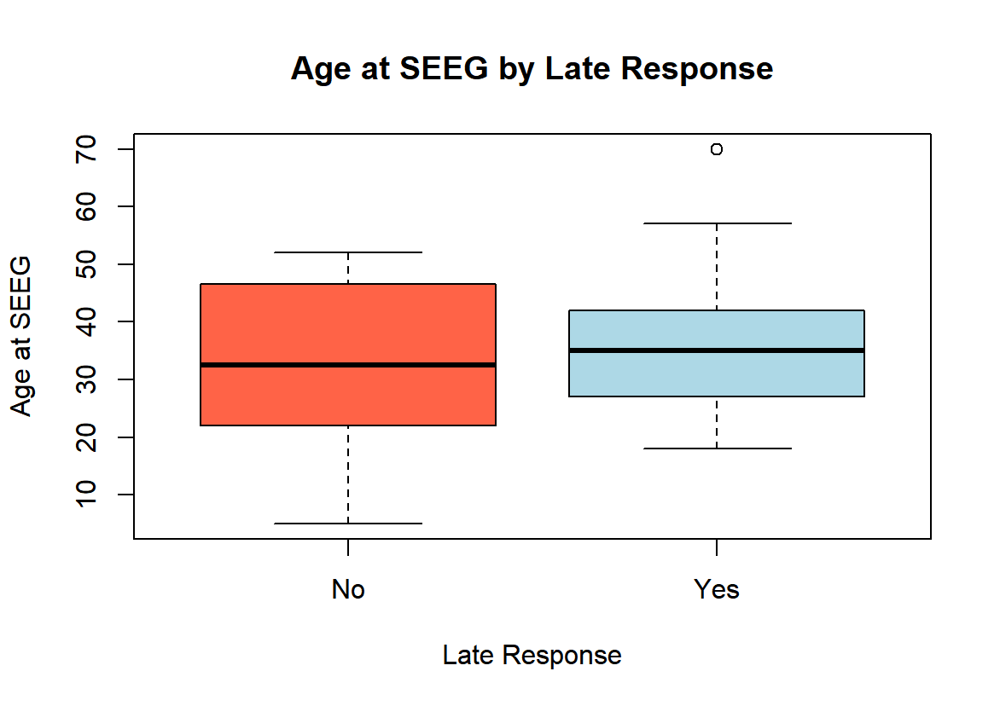 Age at SEEG by Late Response
70
60
50
40
30
20
10
Age at SEEG
No
Yes
Late Response